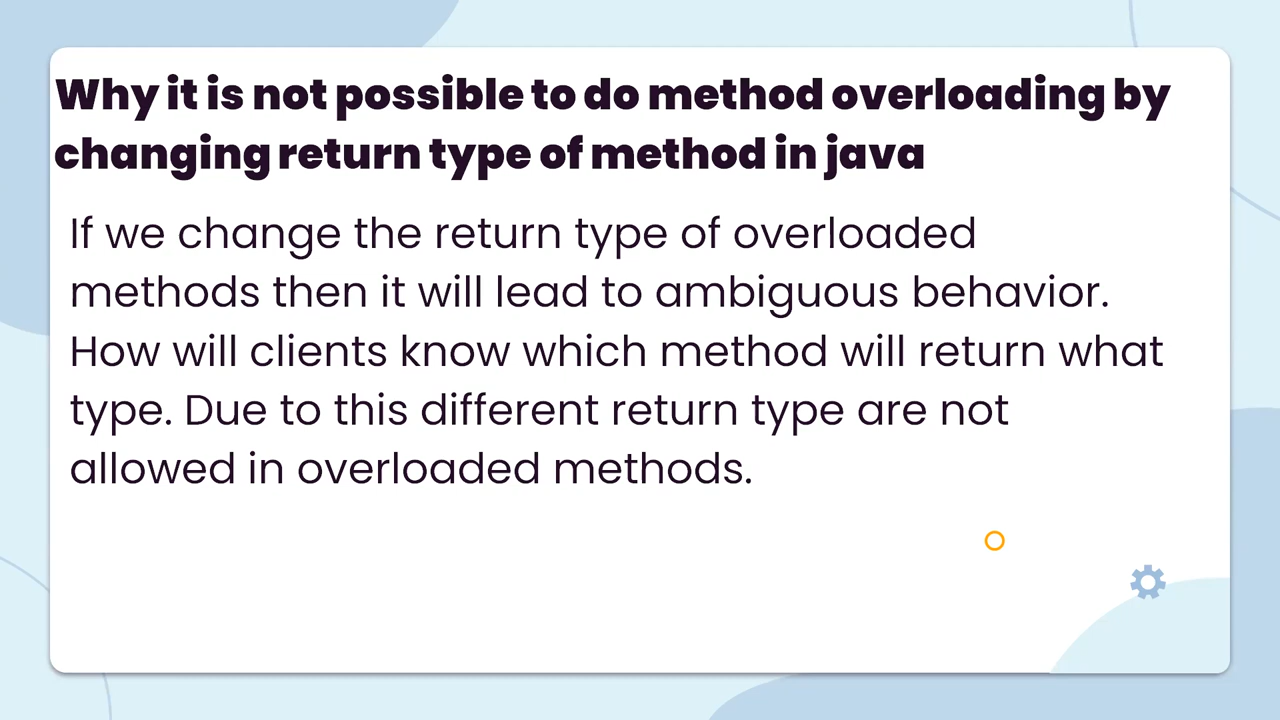 Why it is not possible to do method overloading by
changing return type of method in java
If we change the return type of overloaded
methods then it will lead to ambiguous behavior.
How will clients know which method will return what
type. Due to this different return type are not
allowed in overloaded methods.